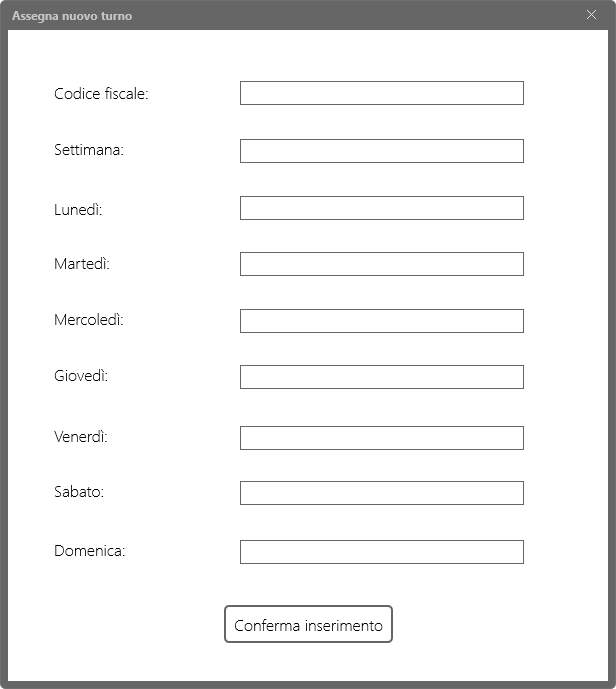 Assegna nuovo turno
Codice fiscale:
Settimana:
Lunedì:
Martedì:
Mercoledì:
Giovedì:
Venerdì:
Sabato:
Domenica:
Conferma inserimento